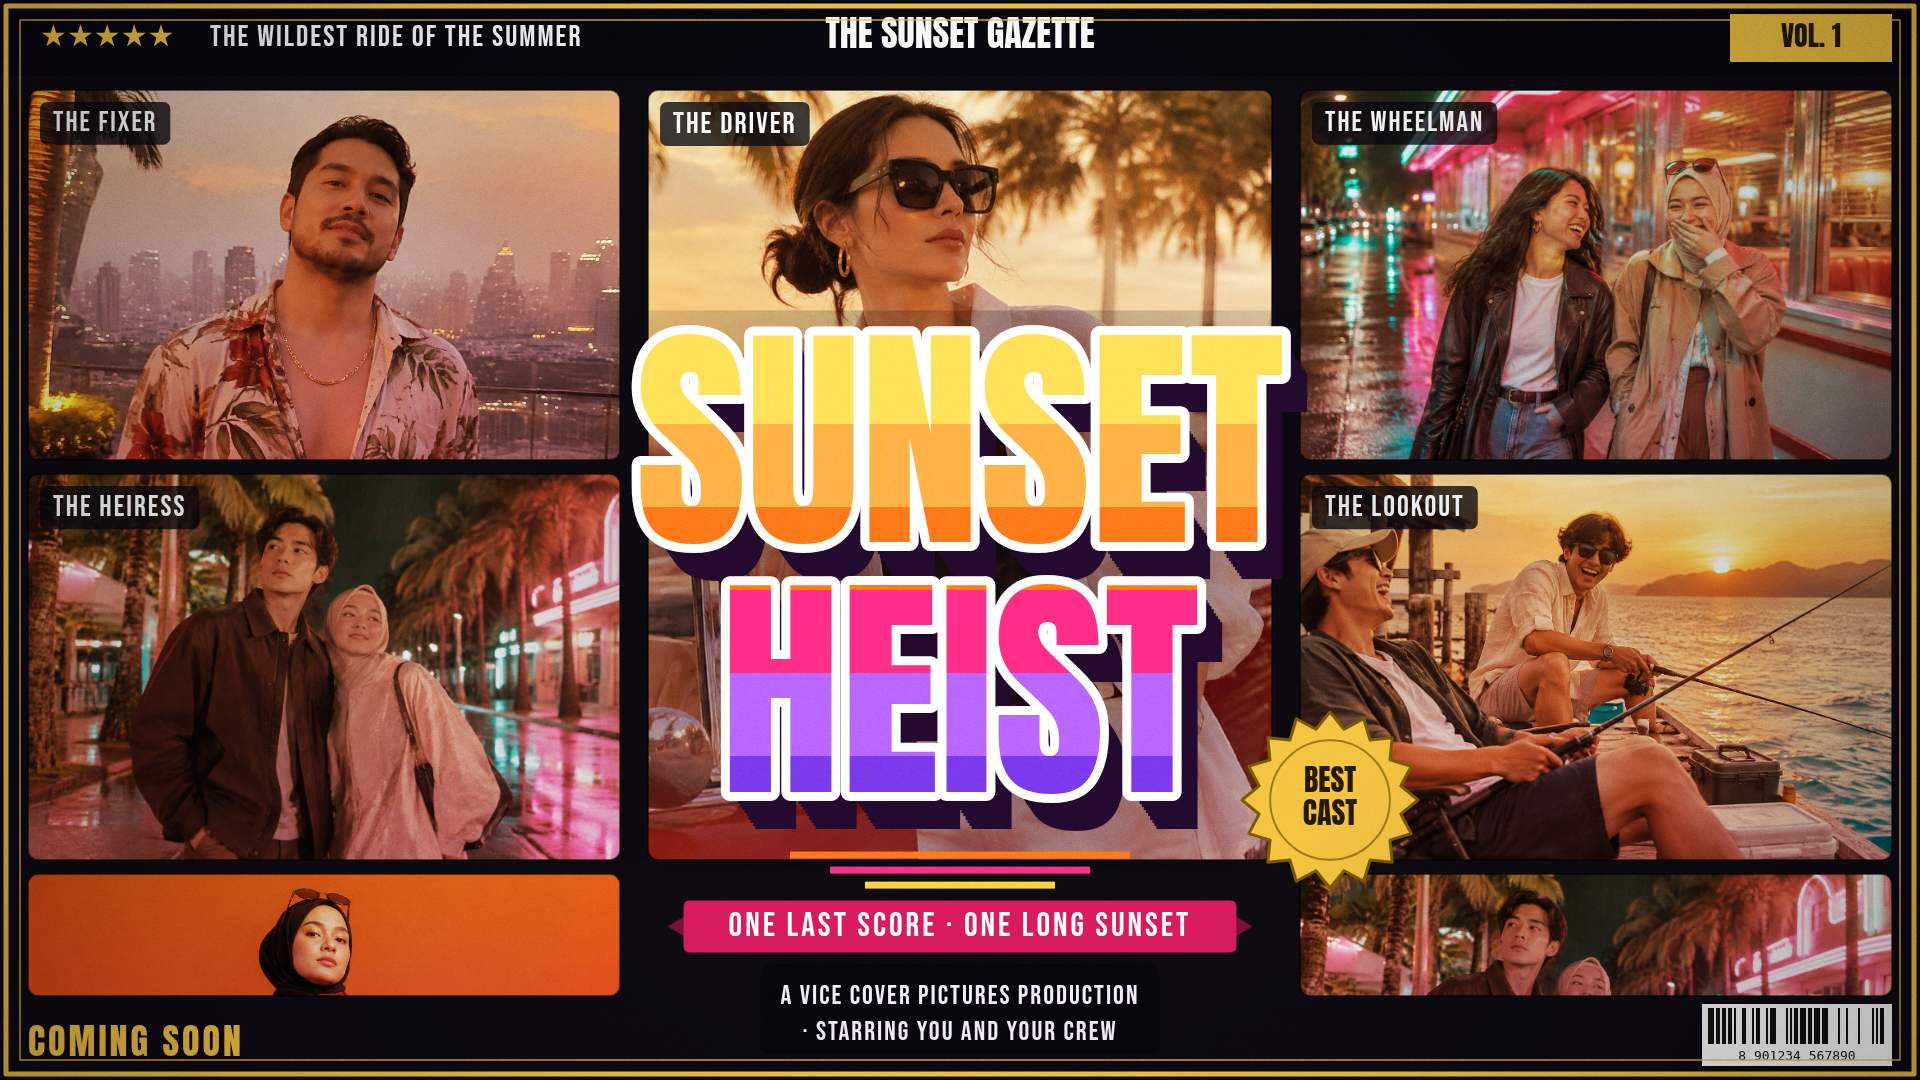 ★★★★★ THE WILDEST RIDE OF THE SUMMER
THE SUNSET GAZETTE
VOL. 1
THE FIXER
THE DRIVER
THE WHEELMAN
SUNSET
HEIST
THE HEIRESS
THE LOOKOUT
BEST
CAST
ONE LAST SCORE · ONE LONG SUNSET
A VICE COVER PICTURES PRODUCTION
· STARRING YOU AND YOUR CREW
COMING SOON
8 901234 567890